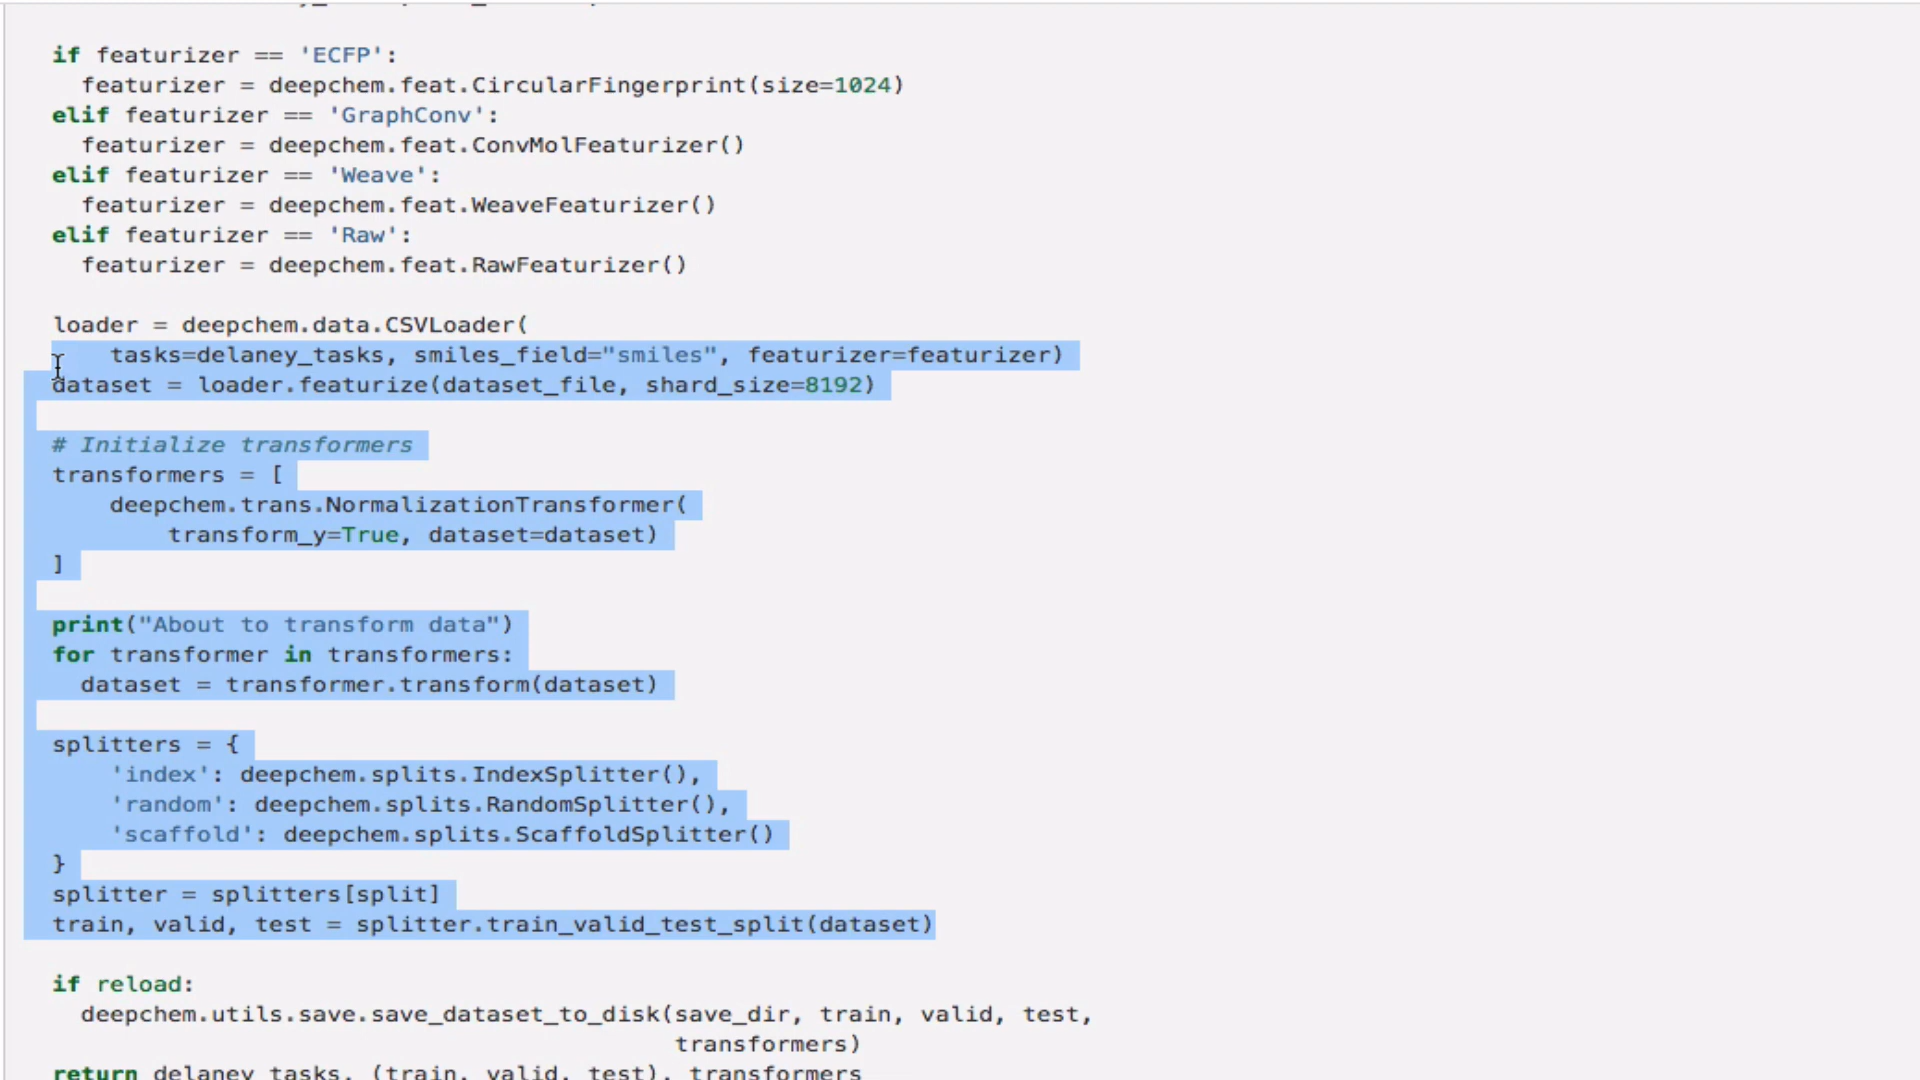 if featurizer == 'ECFP':
  featurizer = deepchem.feat.CircularFingerprint(size=1024)
elif featurizer == 'GraphConv':
  featurizer = deepchem.feat.ConvMolFeaturizer()
elif featurizer == 'Weave':
  featurizer = deepchem.feat.WeaveFeaturizer()
elif featurizer == 'Raw':
  featurizer = deepchem.feat.RawFeaturizer()

loader = deepchem.data.CSVLoader(
    tasks=delaney_tasks, smiles_field="smiles", featurizer=featurizer)
dataset = loader.featurize(dataset_file, shard_size=8192)

# Initialize transformers
transformers = [
    deepchem.trans.NormalizationTransformer(
        transform_y=True, dataset=dataset)
]

print("About to transform data")
for transformer in transformers:
  dataset = transformer.transform(dataset)

splitters = {
    'index': deepchem.splits.IndexSplitter(),
    'random': deepchem.splits.RandomSplitter(),
    'scaffold': deepchem.splits.ScaffoldSplitter()
}
splitter = splitters[split]
train, valid, test = splitter.train_valid_test_split(dataset)

if reload:
  deepchem.utils.save.save_dataset_to_disk(save_dir, train, valid, test,
                                           transformers)
return delaney_tasks, (train, valid, test), transformers